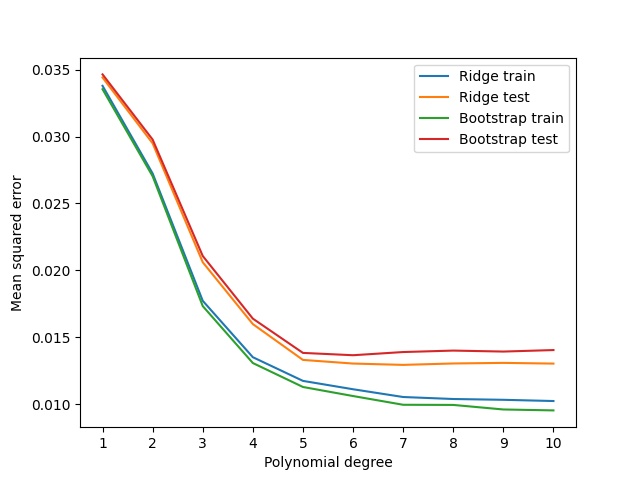 0.035
0.030
0.025
0.020
0.015
0.010
Mean squared error
Ridge train
Ridge test
Bootstrap train
Bootstrap test
1 2 3 4 5 6 7 8 9 10
Polynomial degree